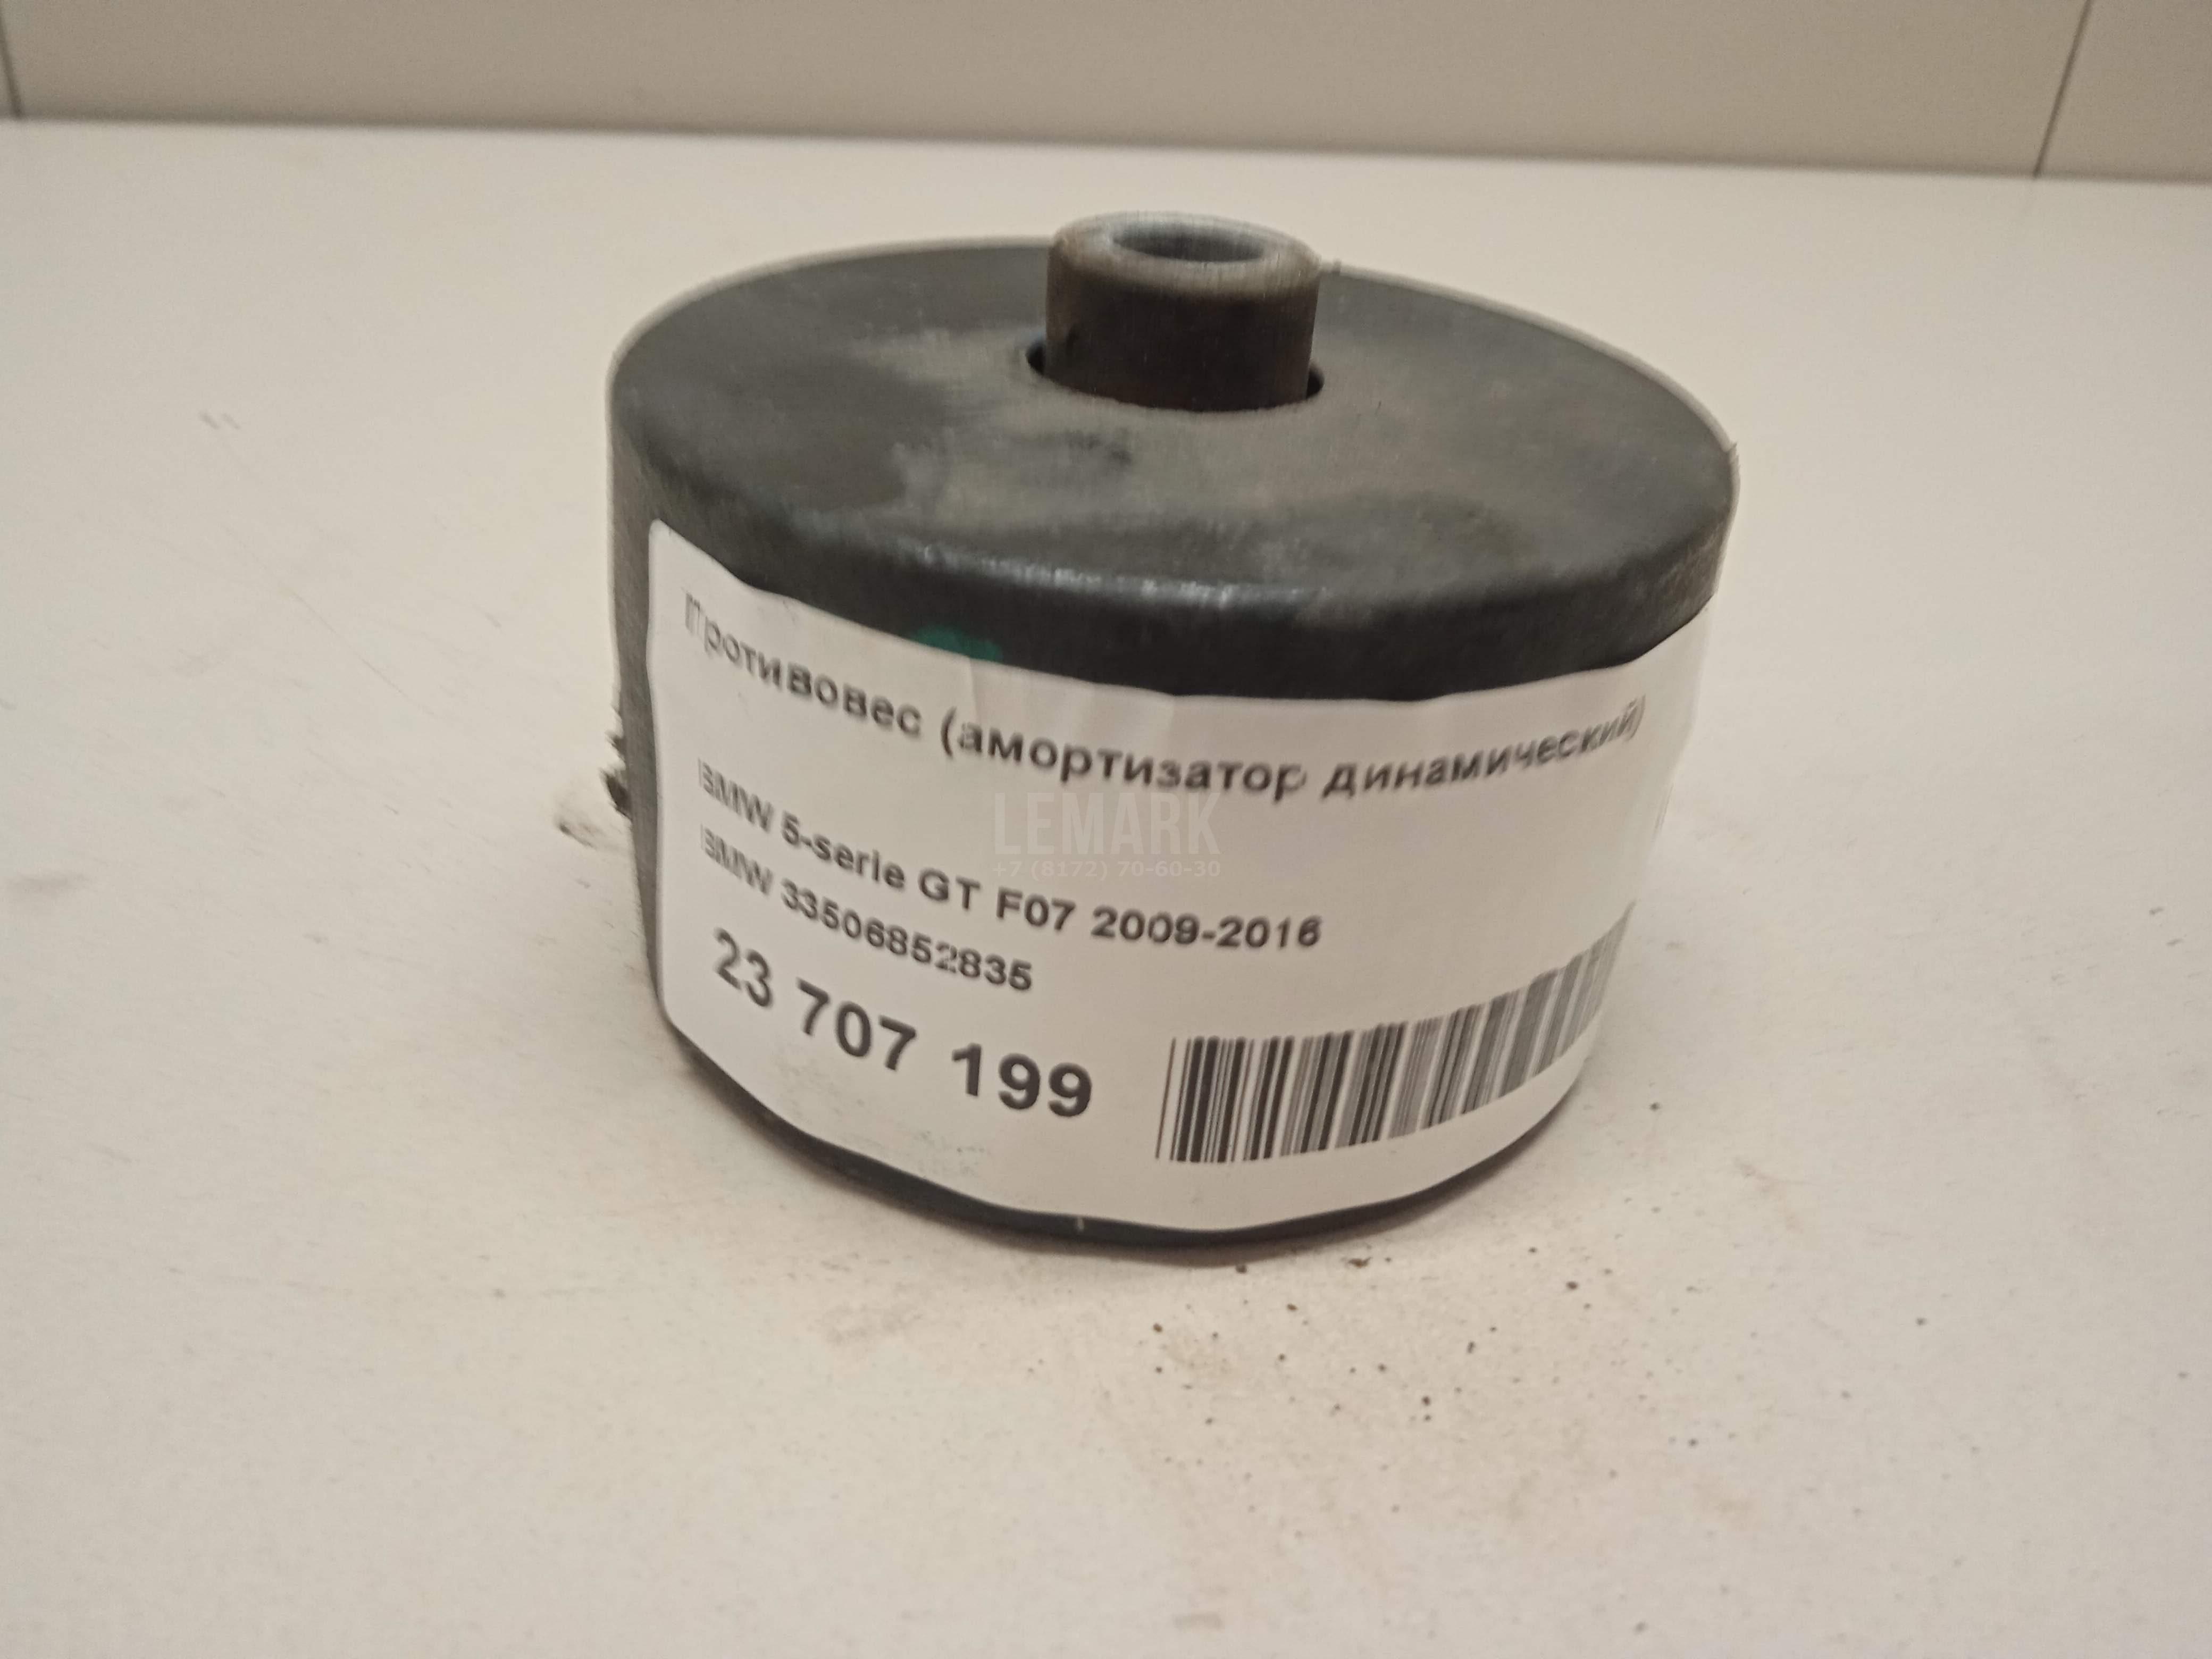 Противовес (амортизатор динамический)
LEMARK
+7 (8172) 70-60-30
BMW 5-serie GT F07 2009-2016
BMW 33506852835
23 707 199